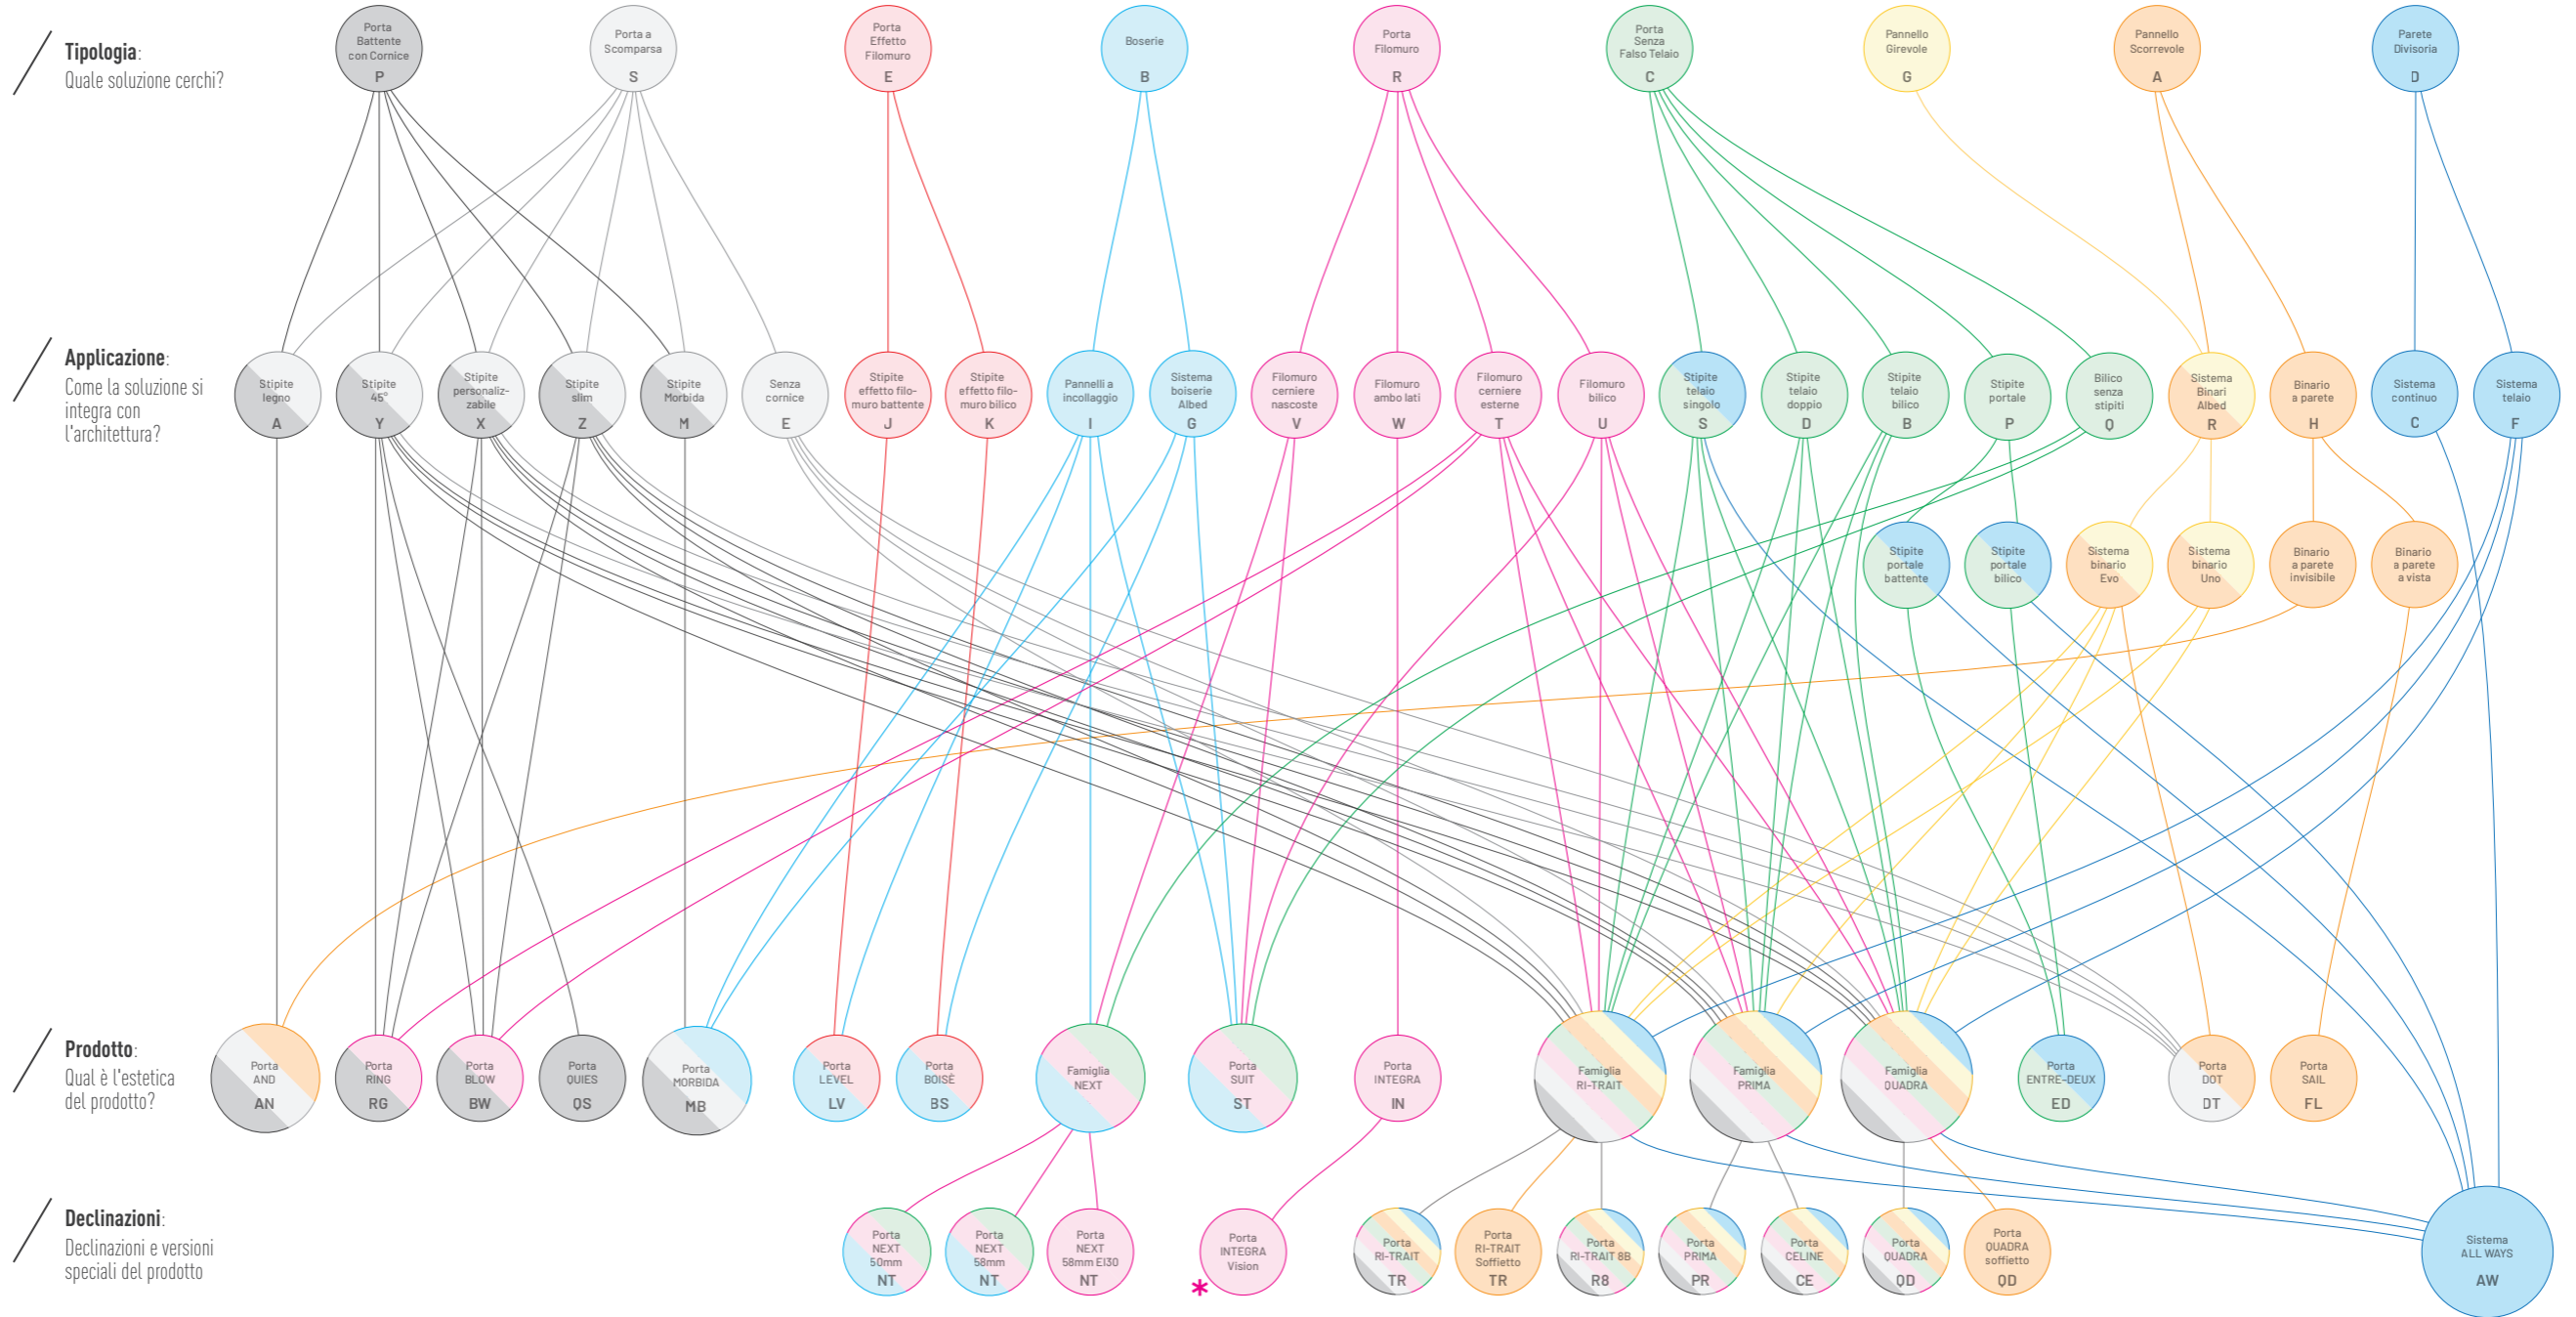 Tipologia:
Quale soluzione cerchi?
Porta
Battente
con Cornice
P
Porta a
Scomparsa
S
Porta
Effetto
Filomuro
E
Boserie
B
Porta
Filomuro
R
Porta
Senza
Falso Telaio
C
Pannello
Girevole
G
Pannello
Scorrevole
A
Parete
Divisoria
D
Applicazione:
Come la soluzione si
integra con
l'architettura?
Stipite
legno
A
Stipite
45°
Y
Stipite
personaliz-
zabile
X
Stipite
slim
Z
Stipite
Morbida
M
Senza
cornice
E
Stipite
effetto filo-
muro battente
J
Stipite
effetto filo-
muro bilico
K
Pannelli a
incollaggio
I
Sistema
boiserie
Albed
G
Filomuro
cerniere
nascoste
V
Filomuro
ambo lati
W
Filomuro
cerniere
esterne
T
Filomuro
bilico
U
Stipite
telaio
singolo
S
Stipite
telaio
doppio
D
Stipite
telaio
bilico
B
Stipite
portale
P
Bilico
senza
stipiti
Q
Sistema
Binari
Albed
R
Binario
a parete
H
Sistema
continuo
C
Sistema
telaio
F
Stipite
portale
battente
Stipite
portale
bilico
Sistema
binario
Evo
Sistema
binario
Uno
Binario
a parete
invisibile
Binario
a parete
a vista
Prodotto:
Qual è l'estetica
del prodotto?
Porta
AND
AN
Porta
RING
RG
Porta
BLOW
BW
Porta
QUIES
QS
Porta
MORBIDA
MB
Porta
LEVEL
LV
Porta
BOISÈ
BS
Famiglia
NEXT
Porta
SUIT
ST
Porta
INTEGRA
IN
Famiglia
RI-TRAIT
Famiglia
PRIMA
Famiglia
QUADRA
Porta
ENTRE-DEUX
ED
Porta
DOT
DT
Porta
SAIL
FL
Declinazioni:
Declinazioni e versioni
speciali del prodotto
Porta
NEXT
50mm
NT
Porta
NEXT
58mm
NT
Porta
NEXT
58mm EI30
NT
Porta
INTEGRA
Vision
*
Porta
RI-TRAIT
TR
Porta
RI-TRAIT
Soffietto
TR
Porta
RI-TRAIT 8B
R8
Porta
PRIMA
PR
Porta
CELINE
CE
Porta
QUADRA
QD
Porta
QUADRA
soffietto
QD
Sistema
ALL WAYS
AW